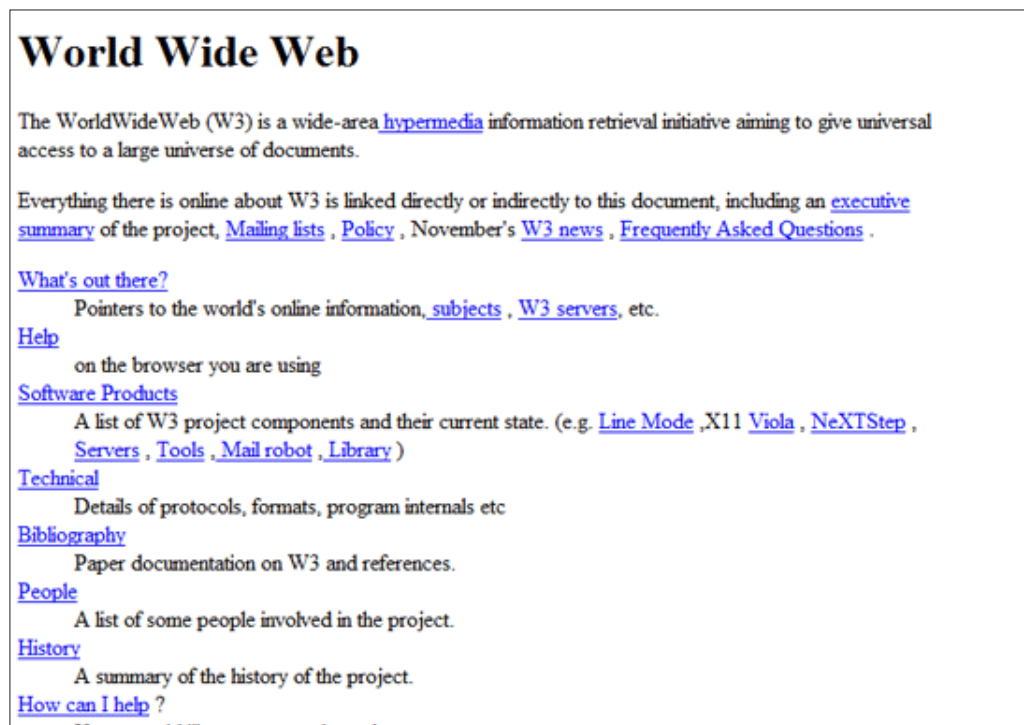 World Wide Web
The WorldWideWeb (W3) is a wide-area hypermedia information retrieval initiative aiming to give universal
access to a large universe of documents.
Everything there is online about W3 is linked directly or indirectly to this document, including an executive
summary of the project, Mailing lists , Policy , November's W3 news , Frequently Asked Questions .
What's out there?
Pointers to the world's online information, subjects , W3 servers, etc.
Help
on the browser you are using
Software Products
A list of W3 project components and their current state. (e.g. Line Mode ,X11 Viola , NeXTStep ,
Servers , Tools , Mail robot , Library )
Technical
Details of protocols, formats, program internals etc
Bibliography
Paper documentation on W3 and references.
People
A list of some people involved in the project.
History
A summary of the history of the project.
How can I help ?